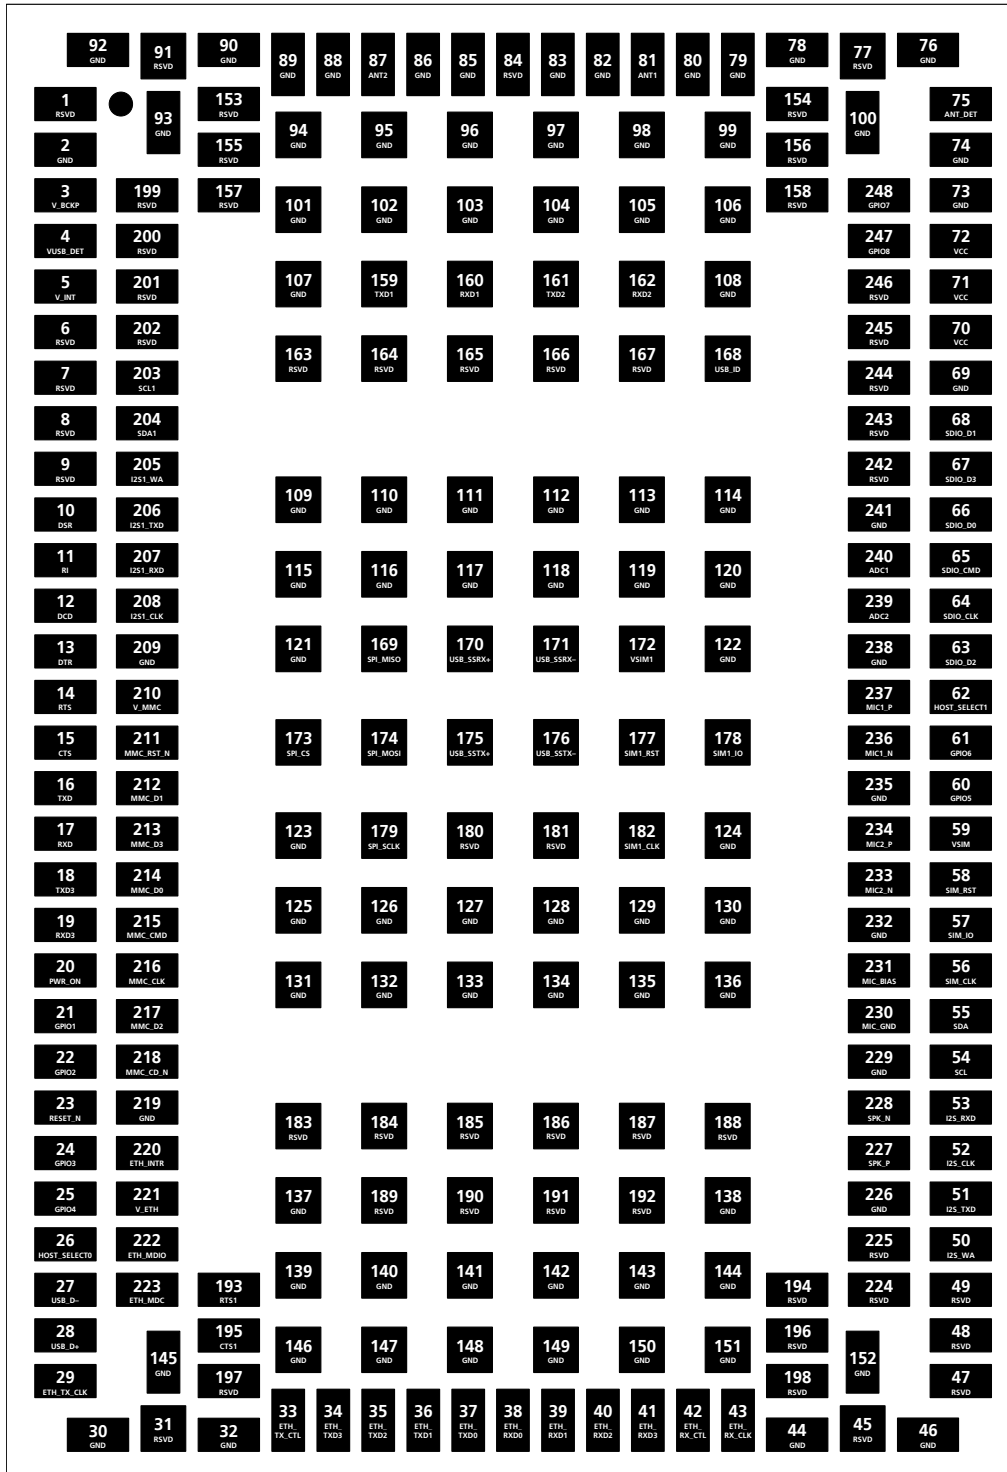 92 GND 91 RSVD 90 GND 89 GND 88 GND 87 ANT2 86 GND 85 GND 84 RSVD 83 GND 82 GND 81 ANT1 80 GND 79 GND 78 GND 77 RSVD 76 GND
1 RSVD 93 GND 153 RSVD 154 RSVD 100 GND 75 ANT_DET
94 GND 95 GND 96 GND 97 GND 98 GND 99 GND
2 GND 155 RSVD 156 RSVD 74 GND
3 V_BCKP 199 RSVD 157 RSVD 158 RSVD 248 GPIO7 73 GND
101 GND 102 GND 103 GND 104 GND 105 GND 106 GND
4 VUSB_DET 200 RSVD 247 GPIO8 72 VCC
5 V_INT 201 RSVD 107 GND 159 TXD1 160 RXD1 161 TXD2 162 RXD2 108 GND 246 RSVD 71 VCC
6 RSVD 202 RSVD 245 RSVD 70 VCC
163 RSVD 164 RSVD 165 RSVD 166 RSVD 167 RSVD 168 USB_ID
7 RSVD 203 SCL1 244 RSVD 69 GND
8 RSVD 204 SDA1 243 RSVD 68 SDIO_D1
9 RSVD 205 I2S1_WA 242 RSVD 67 SDIO_D3
109 GND 110 GND 111 GND 112 GND 113 GND 114 GND
10 DSR 206 I2S1_TXD 241 GND 66 SDIO_D0
11 RI 207 I2S1_RXD 240 ADC1 65 SDIO_CMD
115 GND 116 GND 117 GND 118 GND 119 GND 120 GND
12 DCD 208 I2S1_CLK 239 ADC2 64 SDIO_CLK
13 DTR 209 GND 121 GND 169 SPI_MISO 170 USB_SSRX+ 171 USB_SSRX– 172 VSIM1 122 GND 238 GND 63 SDIO_D2
14 RTS 210 V_MMC 237 MIC1_P 62 HOST_SELECT1
15 CTS 211 MMC_RST_N 173 SPI_CS 174 SPI_MOSI 175 USB_SSTX+ 176 USB_SSTX– 177 SIM1_RST 178 SIM1_IO 236 MIC1_N 61 GPIO6
16 TXD 212 MMC_D1 235 GND 60 GPIO5
17 RXD 213 MMC_D3 123 GND 179 SPI_SCLK 180 RSVD 181 RSVD 182 SIM1_CLK 124 GND 234 MIC2_P 59 VSIM
18 TXD3 214 MMC_D0 233 MIC2_N 58 SIM_RST
125 GND 126 GND 127 GND 128 GND 129 GND 130 GND
19 RXD3 215 MMC_CMD 232 GND 57 SIM_IO
20 PWR_ON 216 MMC_CLK 231 MIC_BIAS 56 SIM_CLK
131 GND 132 GND 133 GND 134 GND 135 GND 136 GND
21 GPIO1 217 MMC_D2 230 MIC_GND 55 SDA
22 GPIO2 218 MMC_CD_N 229 GND 54 SCL
23 RESET_N 219 GND 228 SPK_N 53 I2S_RXD
183 RSVD 184 RSVD 185 RSVD 186 RSVD 187 RSVD 188 RSVD
24 GPIO3 220 ETH_INTR 227 SPK_P 52 I2S_CLK
25 GPIO4 221 V_ETH 137 GND 189 RSVD 190 RSVD 191 RSVD 192 RSVD 138 GND 226 GND 51 I2S_TXD
26 HOST_SELECT0 222 ETH_MDIO 225 RSVD 50 I2S_WA
139 GND 140 GND 141 GND 142 GND 143 GND 144 GND
27 USB_D– 223 ETH_MDC 193 RTS1 194 RSVD 224 RSVD 49 RSVD
28 USB_D+ 195 CTS1 196 RSVD 48 RSVD
145 GND 146 GND 147 GND 148 GND 149 GND 150 GND 151 GND 152 GND
29 ETH_TX_CLK 197 RSVD 198 RSVD 47 RSVD
30 GND 31 RSVD 32 GND 33 ETH_TX_CTL 34 ETH_TXD3 35 ETH_TXD2 36 ETH_TXD1 37 ETH_TXD0 38 ETH_RXD0 39 ETH_RXD1 40 ETH_RXD2 41 ETH_RXD3 42 ETH_RX_CTL 43 ETH_RX_CLK 44 GND 45 RSVD 46 GND